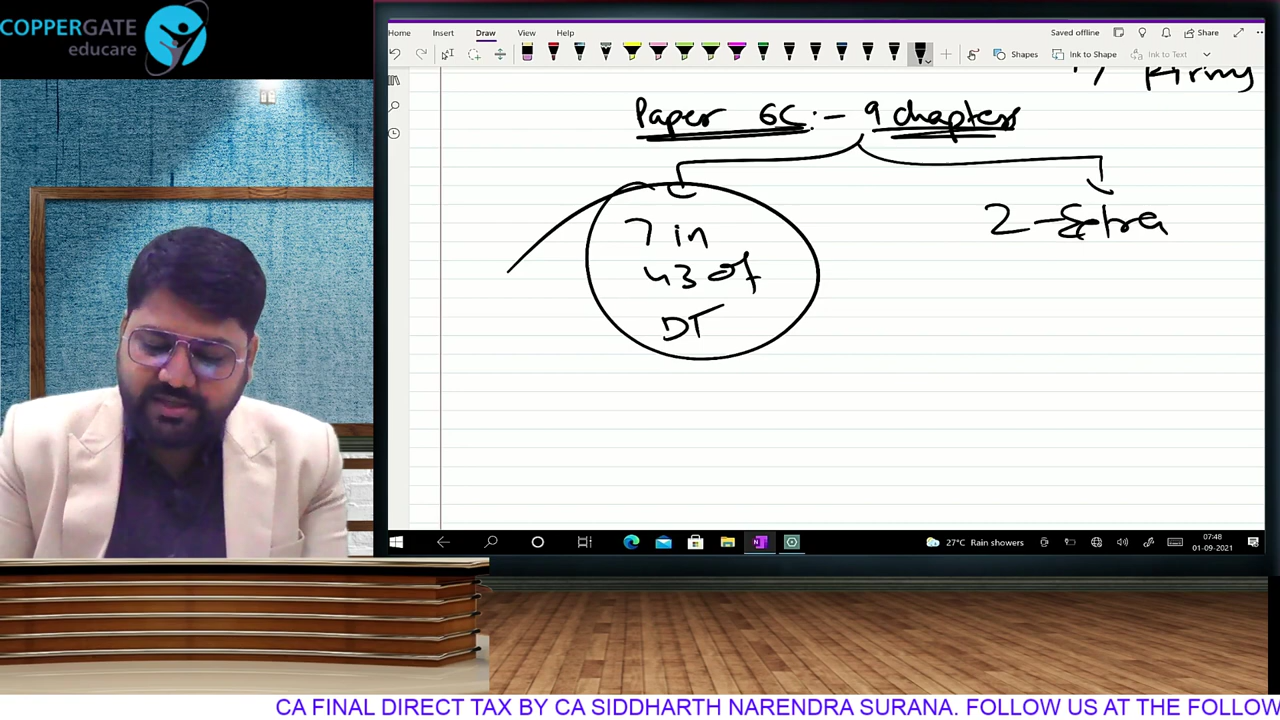 COPPERGATE
educare
Home Insert Draw View Help
Saved offline
Share
Shapes
Ink to Shape
Ink to Text
Paper 6C:- 9 chapters
7 in
43 of
DT
2-
27°C Rain showers
07:48
01-09-2021
CA FINAL DIRECT TAX BY CA SIDDHARTH NARENDRA SURANA. FOLLOW US AT THE FOLLOW